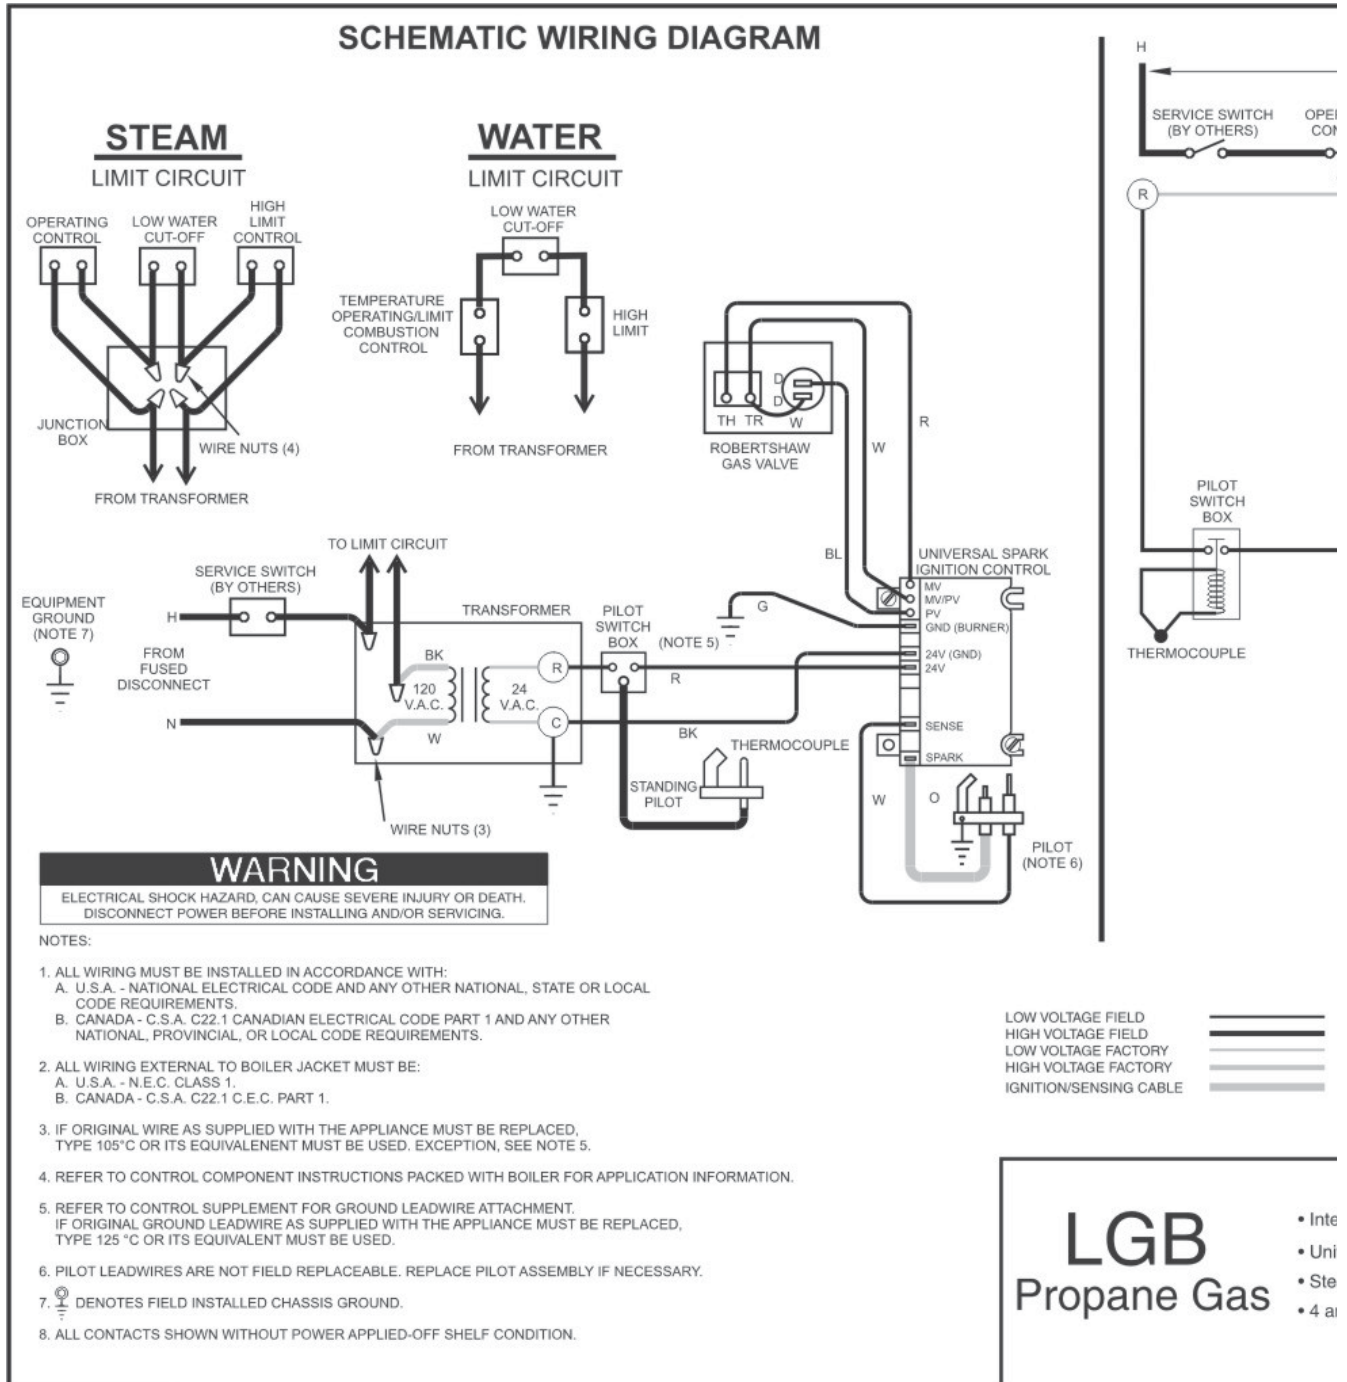 SCHEMATIC WIRING DIAGRAM
STEAM
LIMIT CIRCUIT
OPERATING
CONTROL
LOW WATER
CUT-OFF
HIGH
LIMIT
CONTROL
JUNCTION
BOX
WIRE NUTS (4)
FROM TRANSFORMER
WATER
LIMIT CIRCUIT
LOW WATER
CUT-OFF
TEMPERATURE
OPERATING/LIMIT
COMBUSTION
CONTROL
HIGH
LIMIT
FROM TRANSFORMER
D
D
TH TR W
ROBERTSHAW
GAS VALVE
R
W
BL
UNIVERSAL SPARK
IGNITION CONTROL
MV
MV/PV
PV
GND (BURNER)
24V (GND)
24V
SENSE
SPARK
G
TO LIMIT CIRCUIT
SERVICE SWITCH
(BY OTHERS)
EQUIPMENT
GROUND
(NOTE 7)
H
FROM
FUSED
DISCONNECT
N
TRANSFORMER
BK
120
V.A.C.
24
V.A.C.
W
R
C
WIRE NUTS (3)
PILOT
SWITCH
BOX
(NOTE 5)
R
BK
THERMOCOUPLE
STANDING
PILOT
W
O
PILOT
(NOTE 6)
H
SERVICE SWITCH
(BY OTHERS)
R
PILOT
SWITCH
BOX
THERMOCOUPLE
WARNING
ELECTRICAL SHOCK HAZARD, CAN CAUSE SEVERE INJURY OR DEATH.
DISCONNECT POWER BEFORE INSTALLING AND/OR SERVICING.
NOTES:
1. ALL WIRING MUST BE INSTALLED IN ACCORDANCE WITH:
A. U.S.A. - NATIONAL ELECTRICAL CODE AND ANY OTHER NATIONAL, STATE OR LOCAL
CODE REQUIREMENTS.
B. CANADA - C.S.A. C22.1 CANADIAN ELECTRICAL CODE PART 1 AND ANY OTHER
NATIONAL, PROVINCIAL, OR LOCAL CODE REQUIREMENTS.
2. ALL WIRING EXTERNAL TO BOILER JACKET MUST BE:
A. U.S.A. - N.E.C. CLASS 1.
B. CANADA - C.S.A. C22.1 C.E.C. PART 1.
3. IF ORIGINAL WIRE AS SUPPLIED WITH THE APPLIANCE MUST BE REPLACED,
TYPE 105°C OR ITS EQUIVALENENT MUST BE USED. EXCEPTION, SEE NOTE 5.
4. REFER TO CONTROL COMPONENT INSTRUCTIONS PACKED WITH BOILER FOR APPLICATION INFORMATION.
5. REFER TO CONTROL SUPPLEMENT FOR GROUND LEADWIRE ATTACHMENT.
IF ORIGINAL GROUND LEADWIRE AS SUPPLIED WITH THE APPLIANCE MUST BE REPLACED,
TYPE 125 °C OR ITS EQUIVALENT MUST BE USED.
6. PILOT LEADWIRES ARE NOT FIELD REPLACEABLE. REPLACE PILOT ASSEMBLY IF NECESSARY.
7. DENOTES FIELD INSTALLED CHASSIS GROUND.
8. ALL CONTACTS SHOWN WITHOUT POWER APPLIED-OFF SHELF CONDITION.
LOW VOLTAGE FIELD
HIGH VOLTAGE FIELD
LOW VOLTAGE FACTORY
HIGH VOLTAGE FACTORY
IGNITION/SENSING CABLE
LGB
Propane Gas